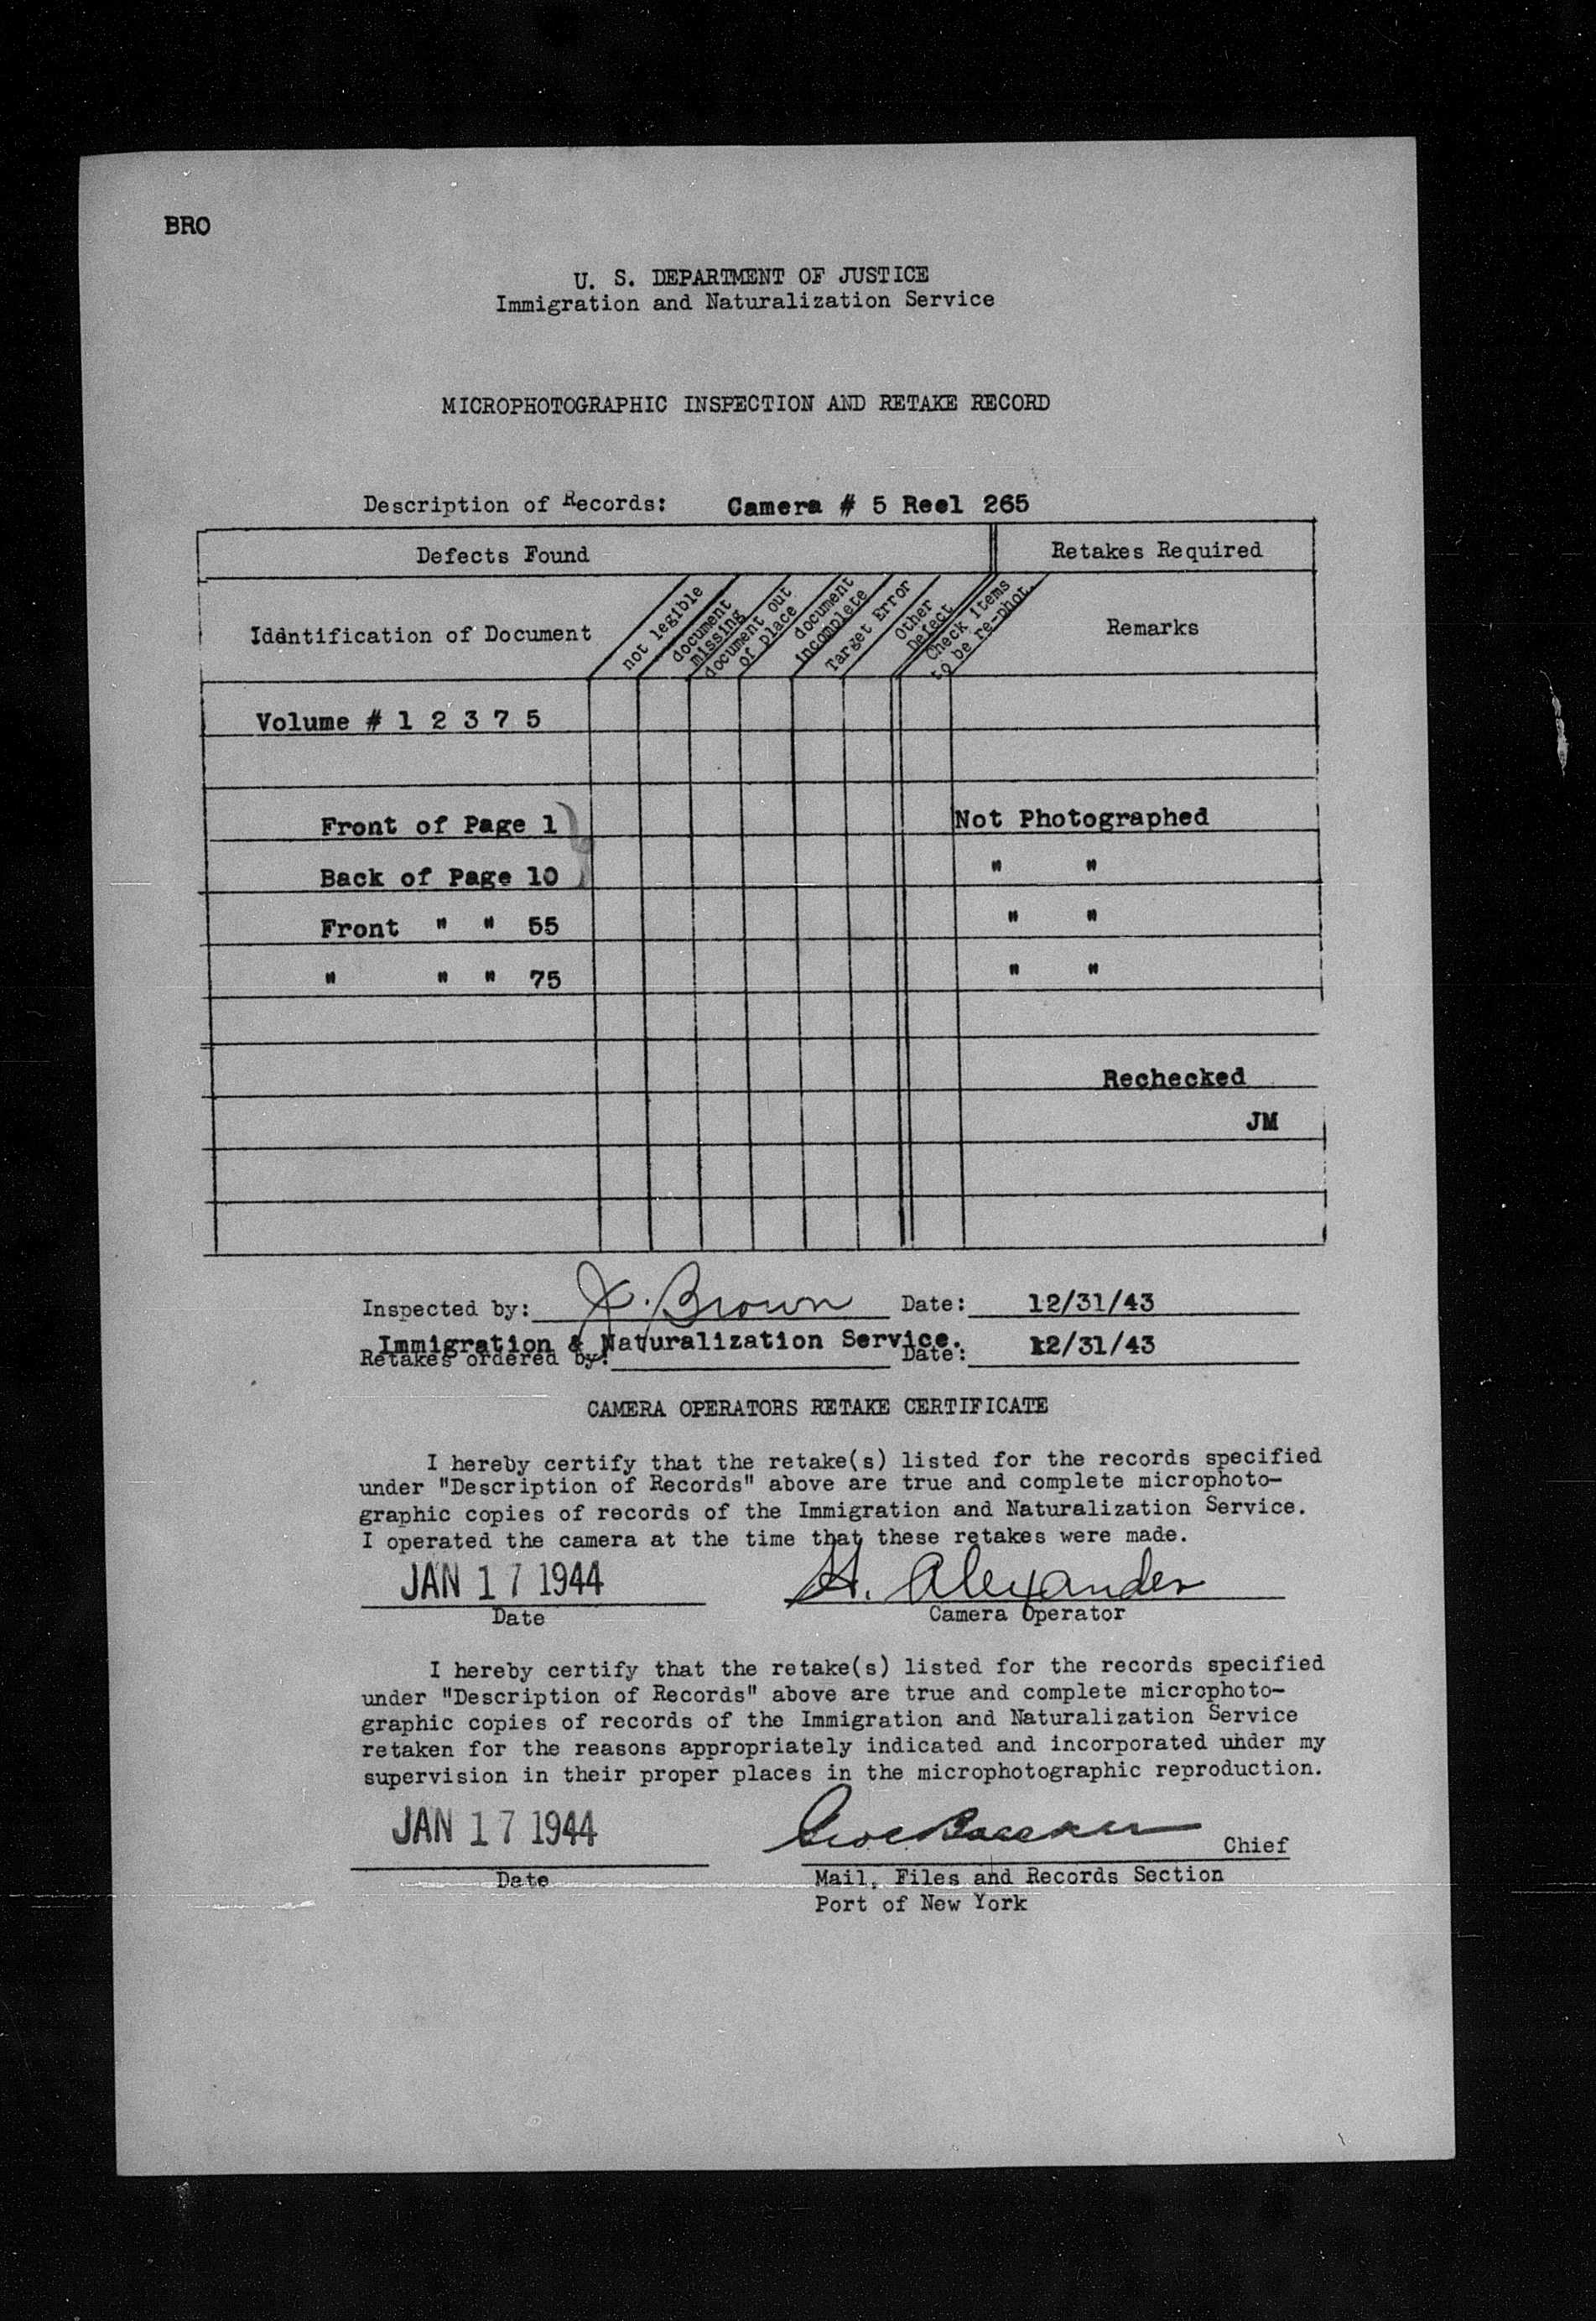 BRO
U. S. DEPARTMENT OF JUSTICE
Immigration and Naturalization Service
MICROPHOTOGRAPHIC INSPECTION AND RETAKE RECORD
Description of Records: Camera # 5 Reel 265
Defects Found Retakes Required
Identification of Document not legible document missing document out of place document incomplete Target Error Other Defect Check items to be re-phot. Remarks
Volume # 1 2 3 7 5
Front of Page 1 Not Photographed
Back of Page 10 " "
Front " " 55 " "
" " " 75 " "
Rechecked
JM
Inspected by: J. Brown Date: 12/31/43
Immigration & Naturalization Service. 12/31/43
Retakes ordered by: Date:
CAMERA OPERATORS RETAKE CERTIFICATE
I hereby certify that the retake(s) listed for the records specified
under "Description of Records" above are true and complete microphoto-
graphic copies of records of the Immigration and Naturalization Service.
I operated the camera at the time that these retakes were made.
JAN 17 1944 H. Alexander
Date Camera Operator
I hereby certify that the retake(s) listed for the records specified
under "Description of Records" above are true and complete microphoto-
graphic copies of records of the Immigration and Naturalization Service
retaken for the reasons appropriately indicated and incorporated under my
supervision in their proper places in the microphotographic reproduction.
JAN 17 1944 Chief
Date Mail, Files and Records Section
Port of New York